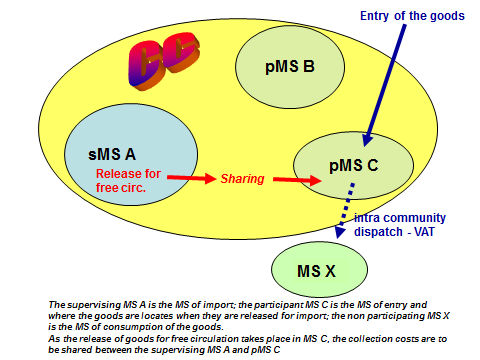 Entry of the goods
CC
pMS B
sMS A
Release for
free circ.
Sharing
pMS C
intra community
dispatch - VAT
MS X
The supervising MS A is the MS of import; the participant MS C is the MS of entry and
where the goods are locates when they are released for import; the non participating MS X
is the MS of consumption of the goods.
As the release of goods for free circulation takes place in MS C, the collection costs are to
be shared between the supervising MS A and pMS C